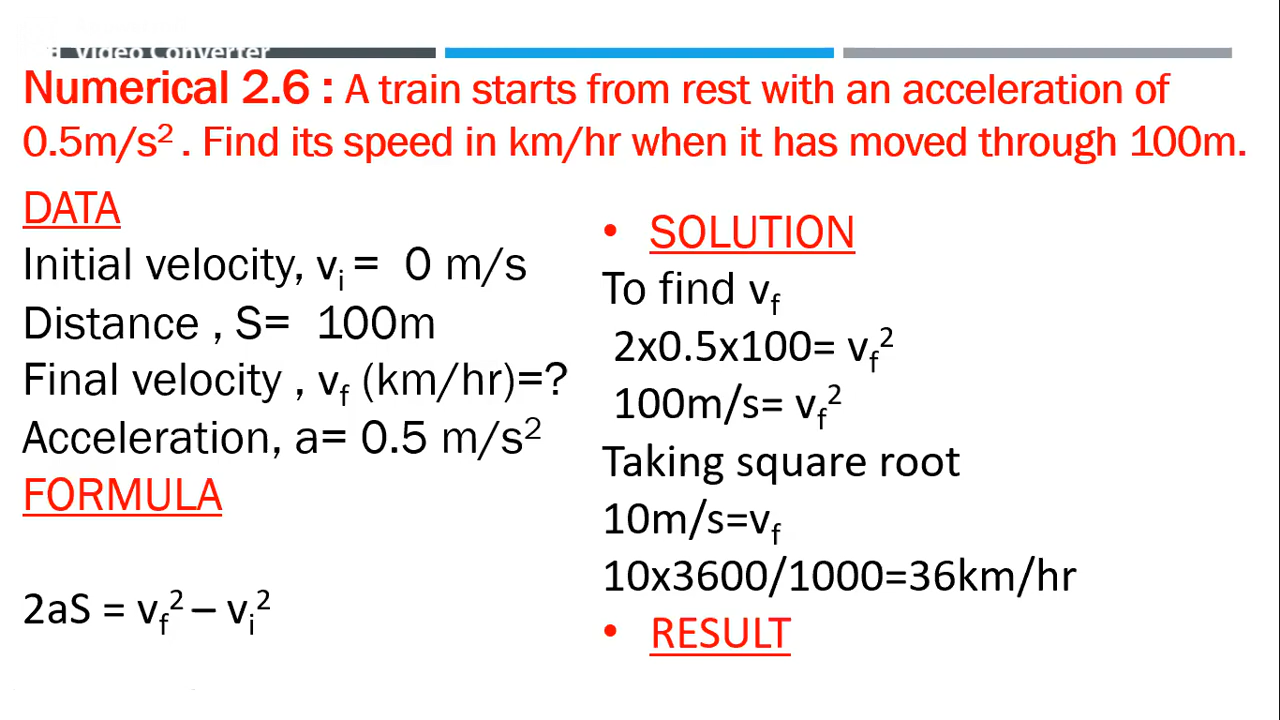 Video Converter
Numerical 2.6 : A train starts from rest with an acceleration of
0.5m/s² . Find its speed in km/hr when it has moved through 100m.
DATA
Initial velocity, vᵢ = 0 m/s
Distance , S= 100m
Final velocity , v_f (km/hr)=?
Acceleration, a= 0.5 m/s²
FORMULA
2aS = v_f² – vᵢ²
• SOLUTION
To find v_f
2x0.5x100= v_f²
100m/s= v_f²
Taking square root
10m/s=v_f
10x3600/1000=36km/hr
• RESULT